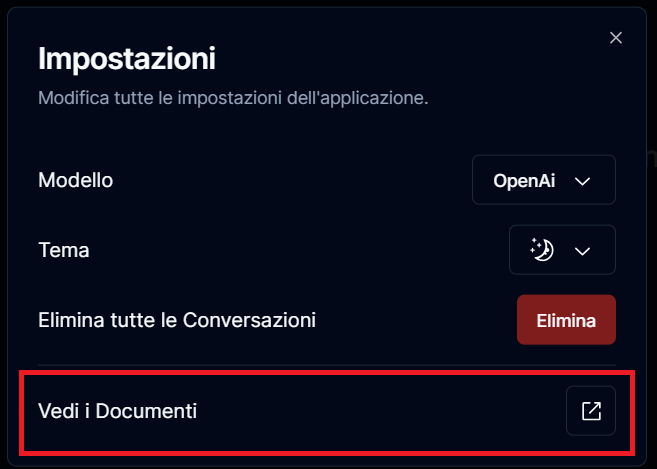 Impostazioni
Modifica tutte le impostazioni dell'applicazione.
Modello
OpenAi
Tema
Elimina tutte le Conversazioni
Elimina
Vedi i Documenti